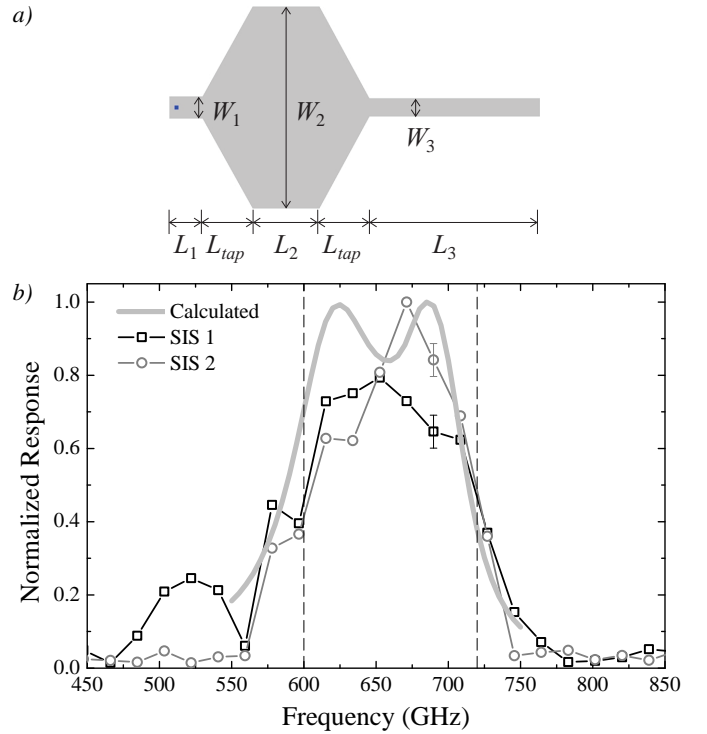 a)
W1
W2
W3
L1 Ltap L2 Ltap L3
b)
1.0
0.8
0.6
0.4
0.2
0.0
Normalized Response
Calculated
SIS 1
SIS 2
450 500 550 600 650 700 750 800 850
Frequency (GHz)